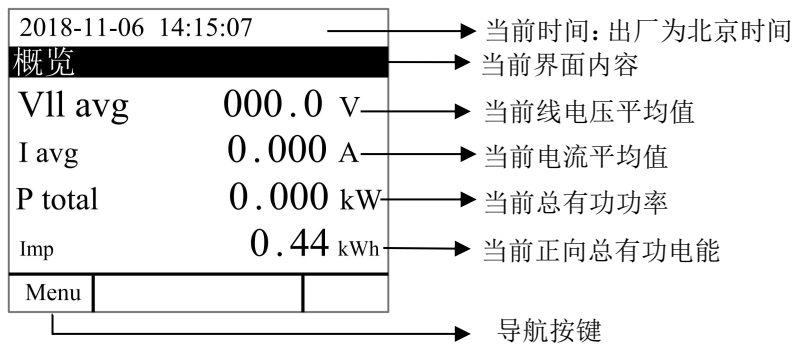 2018-11-06 14:15:07 当前时间：出厂为北京时间
概览 当前界面内容
Vll avg 000.0 V 当前线电压平均值
I avg 0.000 A 当前电流平均值
P total 0.000 kW 当前总有功功率
Imp 0.44 kWh 当前正向总有功电能
Menu
导航按键